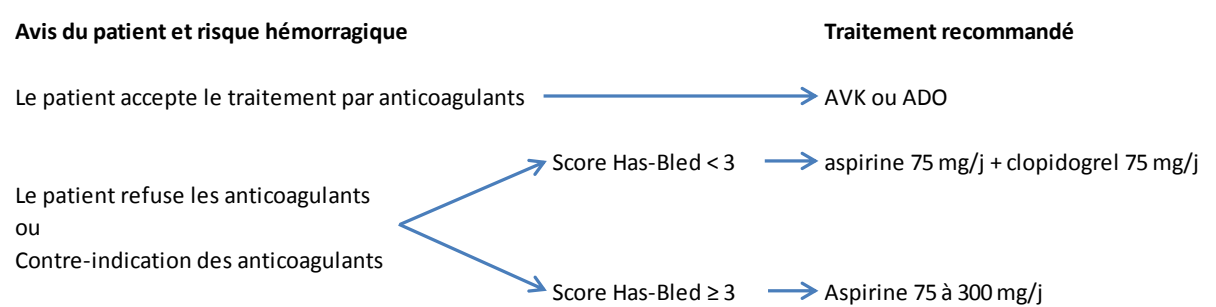 Avis du patient et risque hémorragique Traitement recommandé
Le patient accepte le traitement par anticoagulants AVK ou ADO
Score Has-Bled < 3 aspirine 75 mg/j + clopidogrel 75 mg/j
Le patient refuse les anticoagulants
ou
Contre-indication des anticoagulants
Score Has-Bled ≥ 3 Aspirine 75 à 300 mg/j